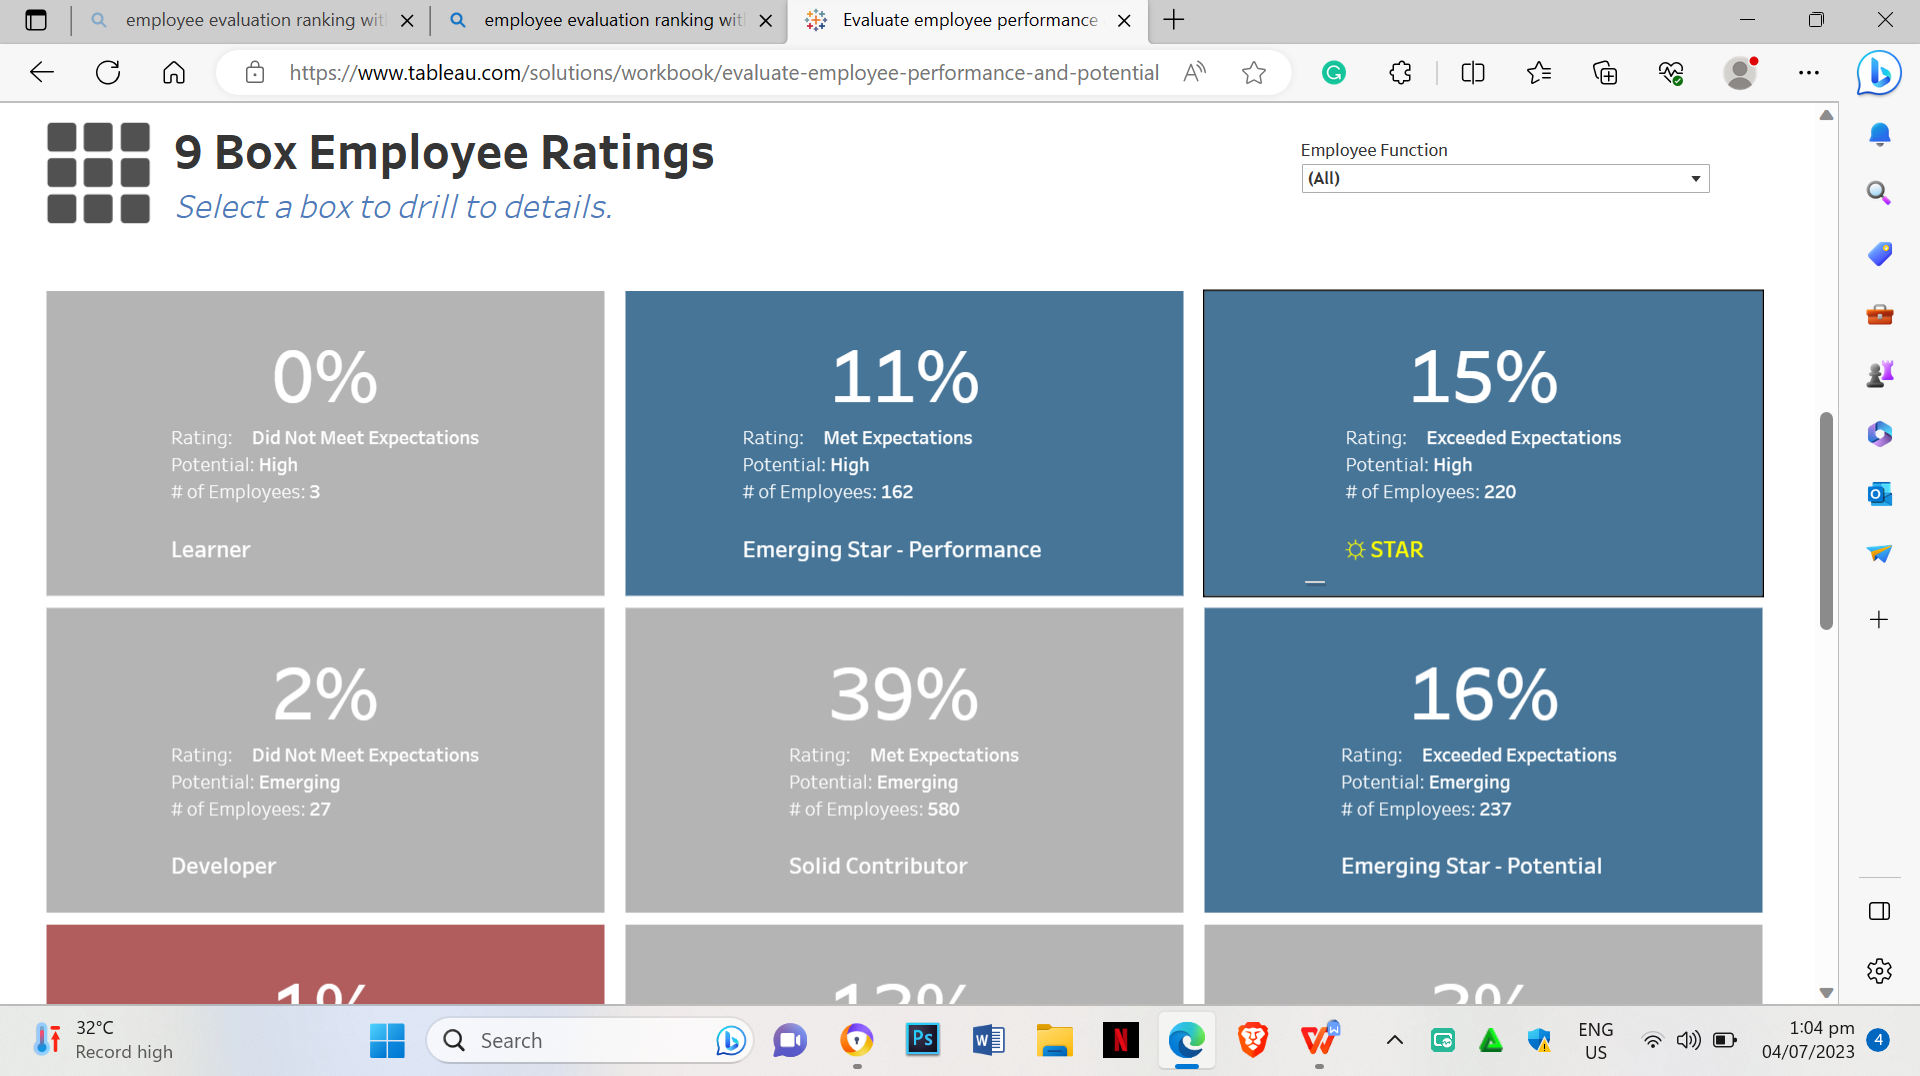 employee evaluation ranking wit
employee evaluation ranking wit
Evaluate employee performance
https://www.tableau.com/solutions/workbook/evaluate-employee-performance-and-potential
9 Box Employee Ratings
Select a box to drill to details.
Employee Function
(All)
0%
Rating: Did Not Meet Expectations
Potential: High
# of Employees: 3
Learner
11%
Rating: Met Expectations
Potential: High
# of Employees: 162
Emerging Star - Performance
15%
Rating: Exceeded Expectations
Potential: High
# of Employees: 220
☼ STAR
2%
Rating: Did Not Meet Expectations
Potential: Emerging
# of Employees: 27
Developer
39%
Rating: Met Expectations
Potential: Emerging
# of Employees: 580
Solid Contributor
16%
Rating: Exceeded Expectations
Potential: Emerging
# of Employees: 237
Emerging Star - Potential
1%
32°C
Record high
Search
Ps
W
N
ENG
US
1:04 pm
04/07/2023
4